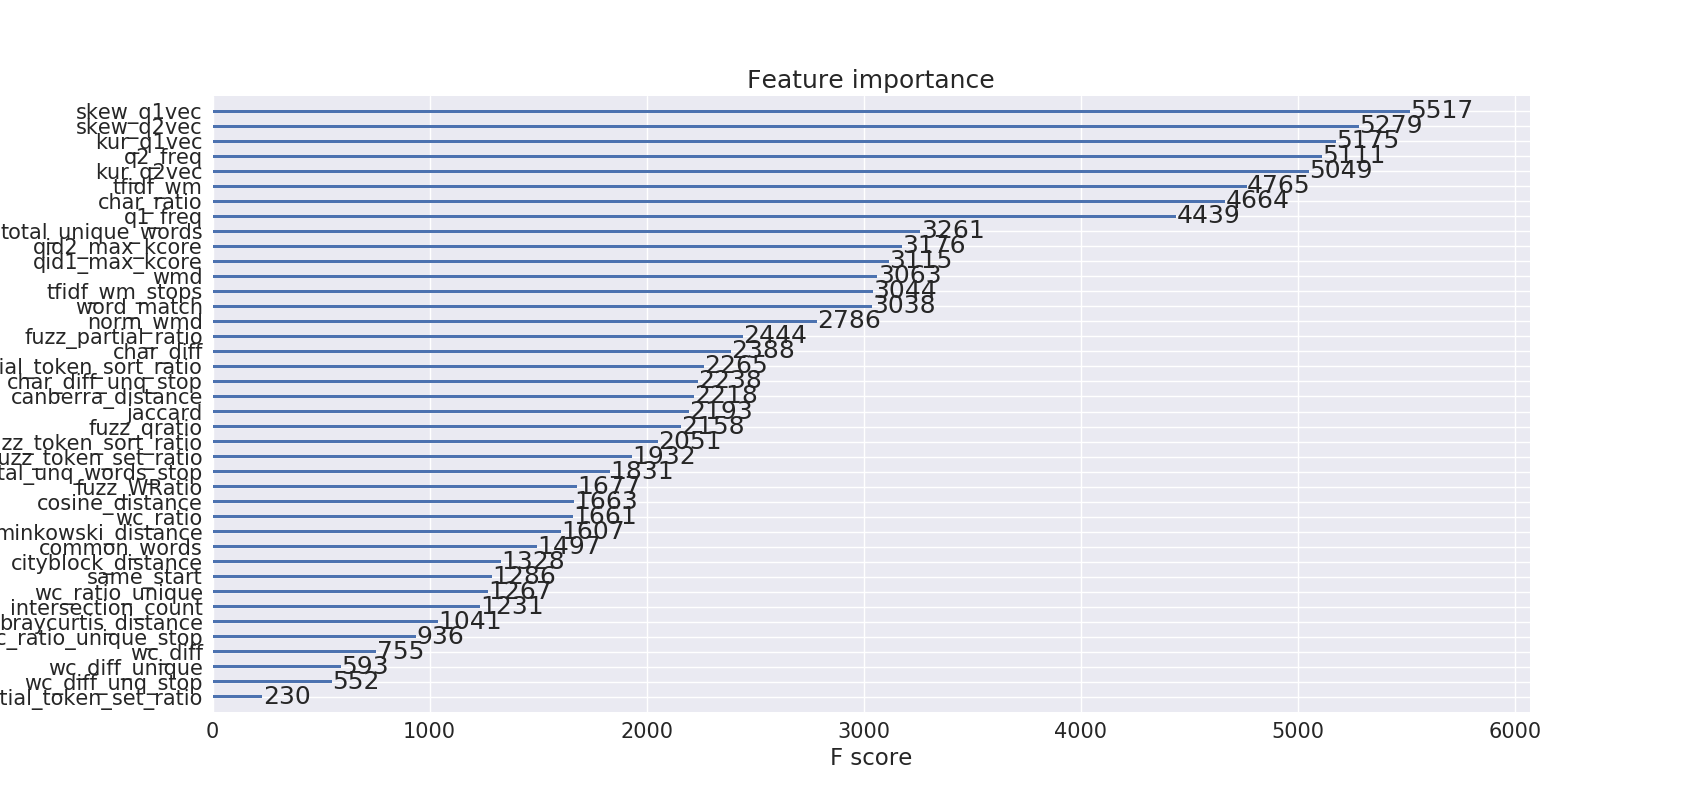 Feature importance
skew_q1vec 5517
skew_q2vec 5279
kur_q1vec 5175
q2_freq 5111
kur_q2vec 5049
tfidf_wm 4765
char_ratio 4664
q1_freq 4439
total_unique_words 3261
qid2_max_kcore 3176
qid1_max_kcore 3115
wmd 3063
tfidf_wm_stops 3044
word_match 3038
norm_wmd 2786
fuzz_partial_ratio 2444
char_diff 2388
ial_token_sort_ratio 2265
char_diff_unq_stop 2238
canberra_distance 2218
jaccard 2193
fuzz_qratio 2158
zz_token_sort_ratio 2051
uzz_token_set_ratio 1932
tal_unq_words_stop 1831
fuzz_WRatio 1677
cosine_distance 1663
wc_ratio 1661
minkowski_distance 1607
common_words 1497
cityblock_distance 1328
same_start 1286
wc_ratio_unique 1267
intersection_count 1231
braycurtis_distance 1041
c_ratio_unique_stop 936
wc_diff 755
wc_diff_unique 593
wc_diff_unq_stop 552
tial_token_set_ratio 230
0 1000 2000 3000 4000 5000 6000
F score